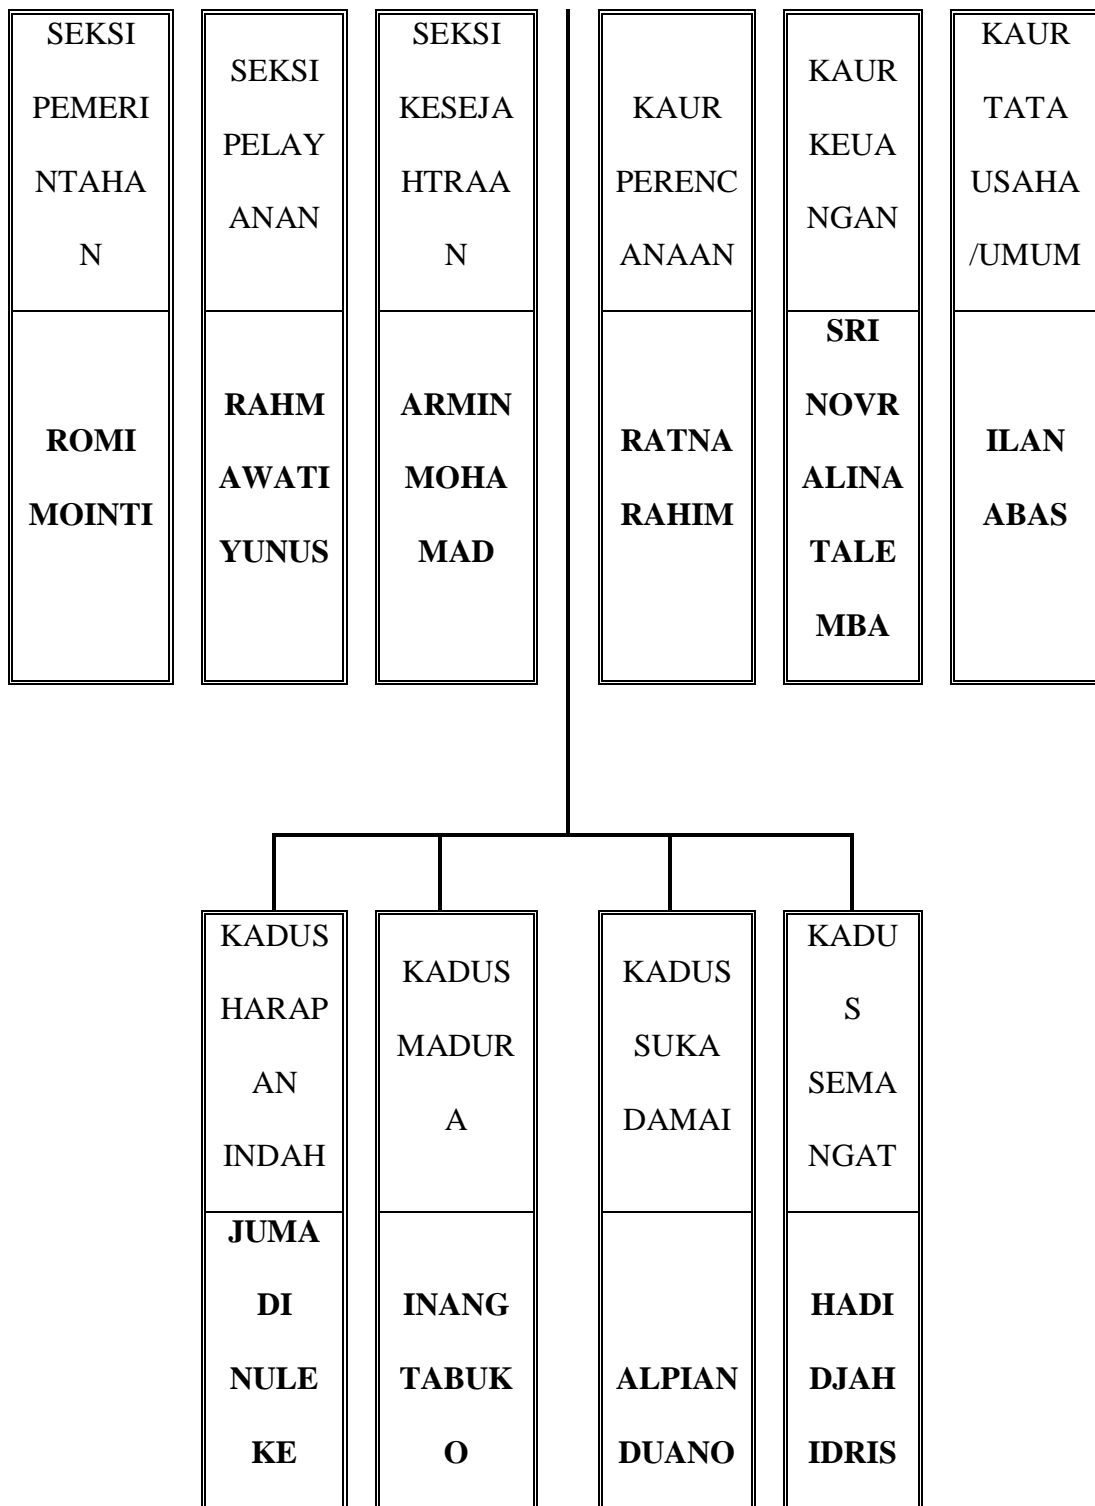 SEKSI
PEMERI
NTAHA
N
ROMI
MOINTI
SEKSI
PELAY
ANAN
RAHM
AWATI
YUNUS
SEKSI
KESEJA
HTRAA
N
ARMIN
MOHA
MAD
KAUR
PERENC
ANAAN
RATNA
RAHIM
KAUR
KEUA
NGAN
SRI
NOVR
ALINA
TALE
MBA
KAUR
TATA
USAHA
/UMUM
ILAN
ABAS
KADUS
HARAP
AN
INDAH
JUMA
DI
NULE
KE
KADUS
MADUR
A
INANG
TABUK
O
KADUS
SUKA
DAMAI
ALPIAN
DUANO
KADU
S
SEMA
NGAT
HADI
DJAH
IDRIS